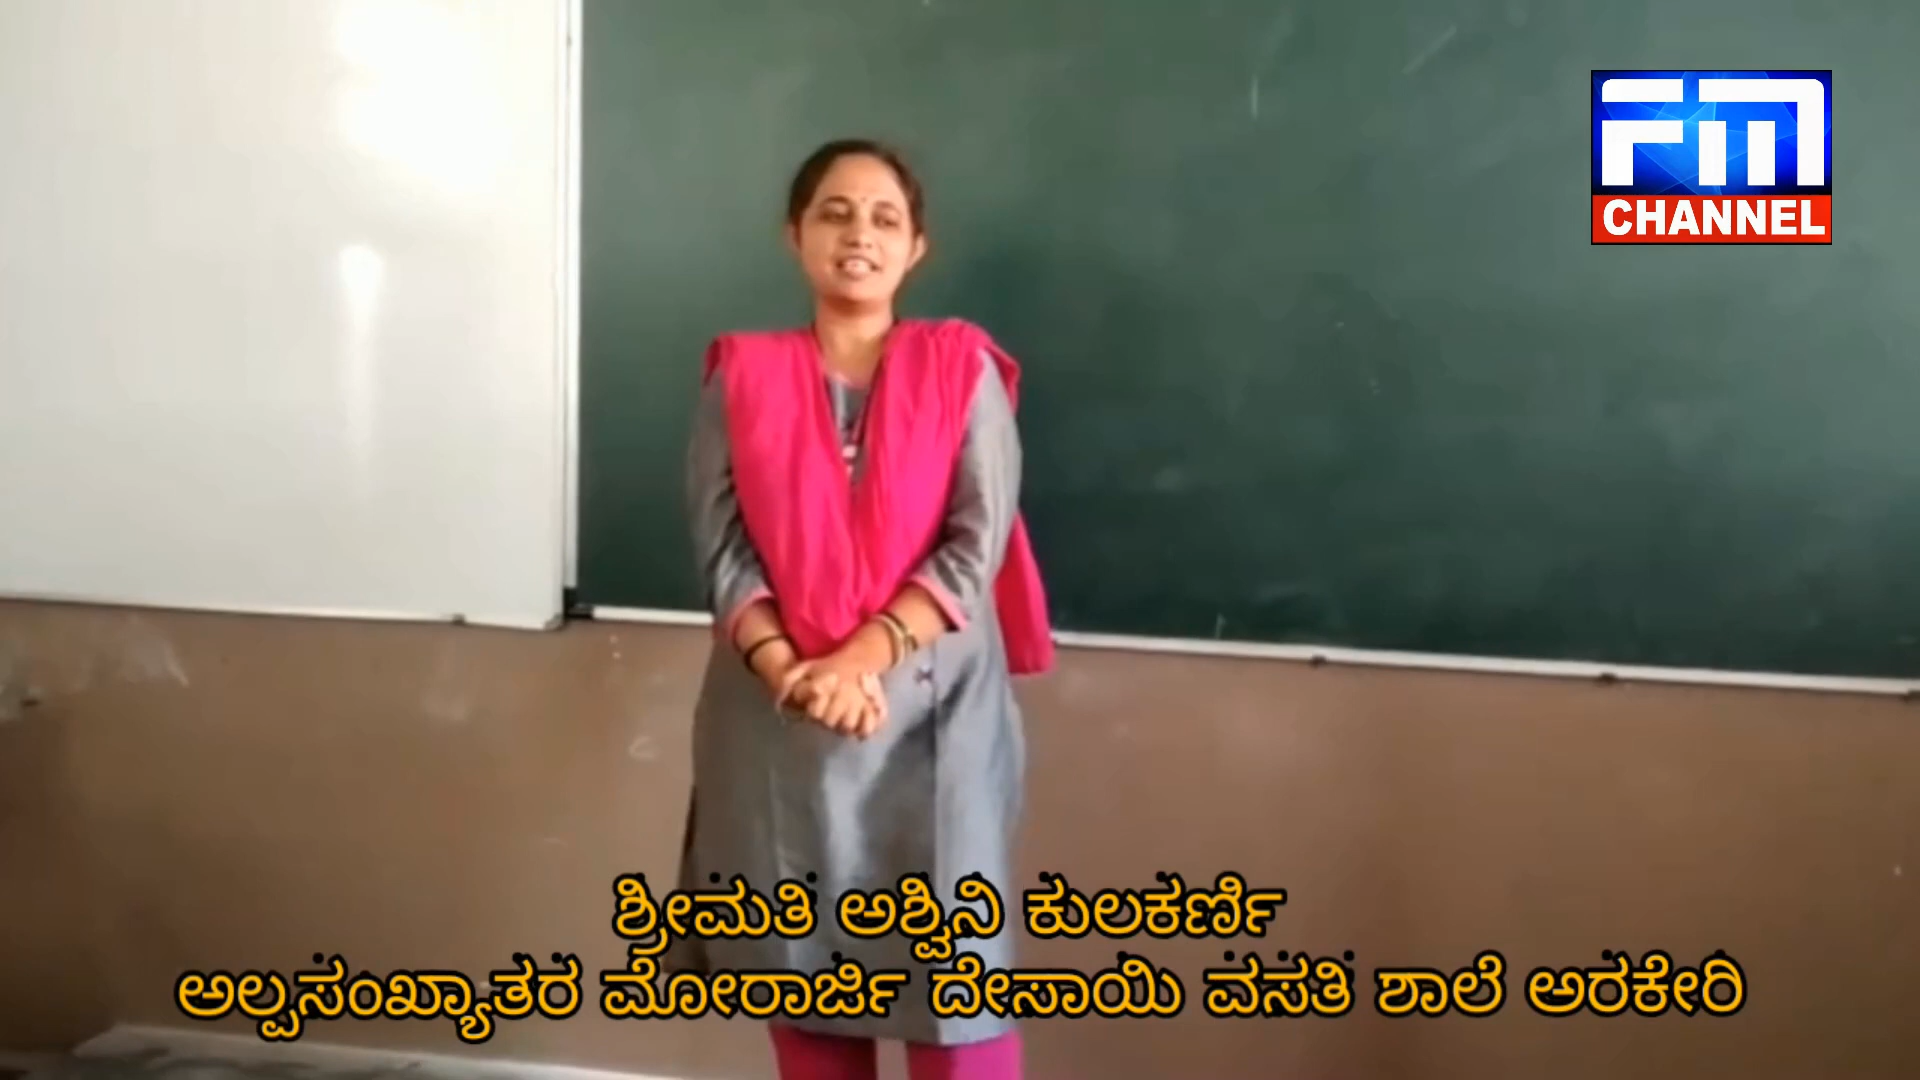 FM
CHANNEL
ಶ್ರೀಮತಿ ಅಶ್ವಿನಿ ಕುಲಕರ್ಣಿ
ಅಲ್ಪಸಂಖ್ಯಾತರ ಮೋರಾರ್ಜಿ ದೇಸಾಯಿ ವಸತಿ ಶಾಲೆ ಅರಕೇರಿ